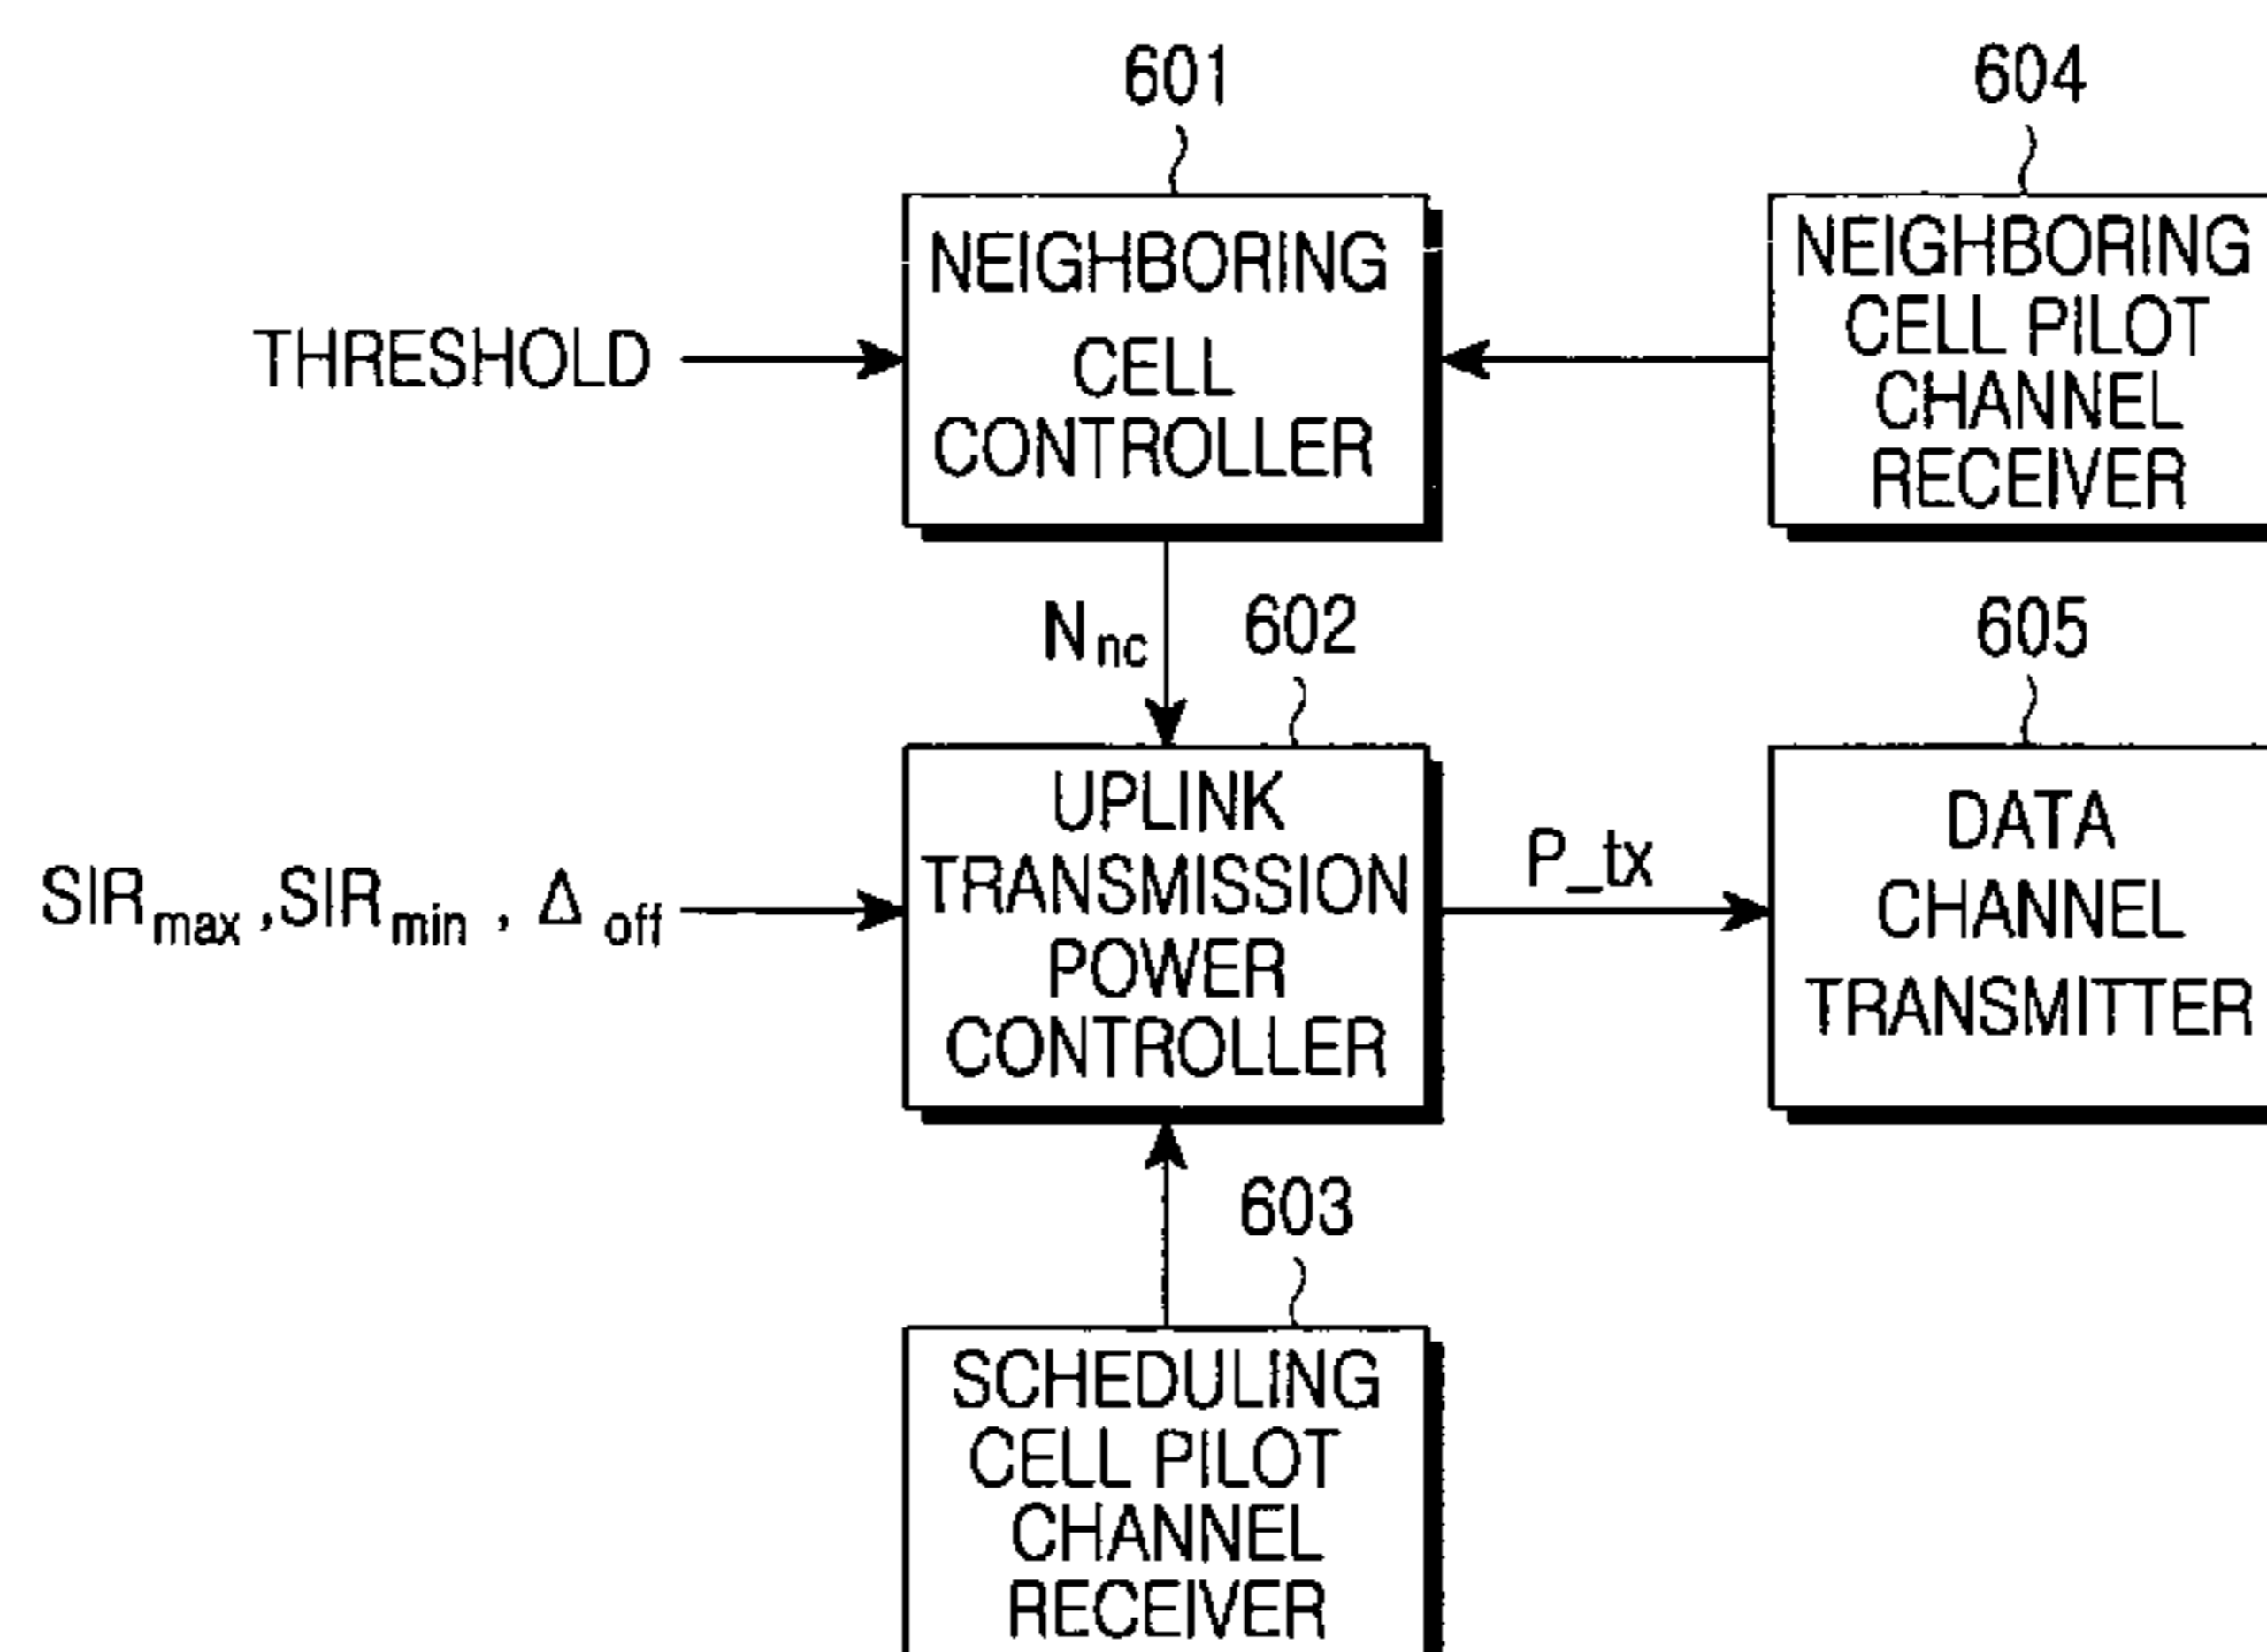 601
604
NEIGHBORING
CELL
CONTROLLER
NEIGHBORING
CELL PILOT
CHANNEL
RECEIVER
THRESHOLD
Nnc
602
605
UPLINK
TRANSMISSION
POWER
CONTROLLER
SIRmax ,SIRmin , Δ off
P_tx
DATA
CHANNEL
TRANSMITTER
603
SCHEDULING
CELL PILOT
CHANNEL
RECEIVER